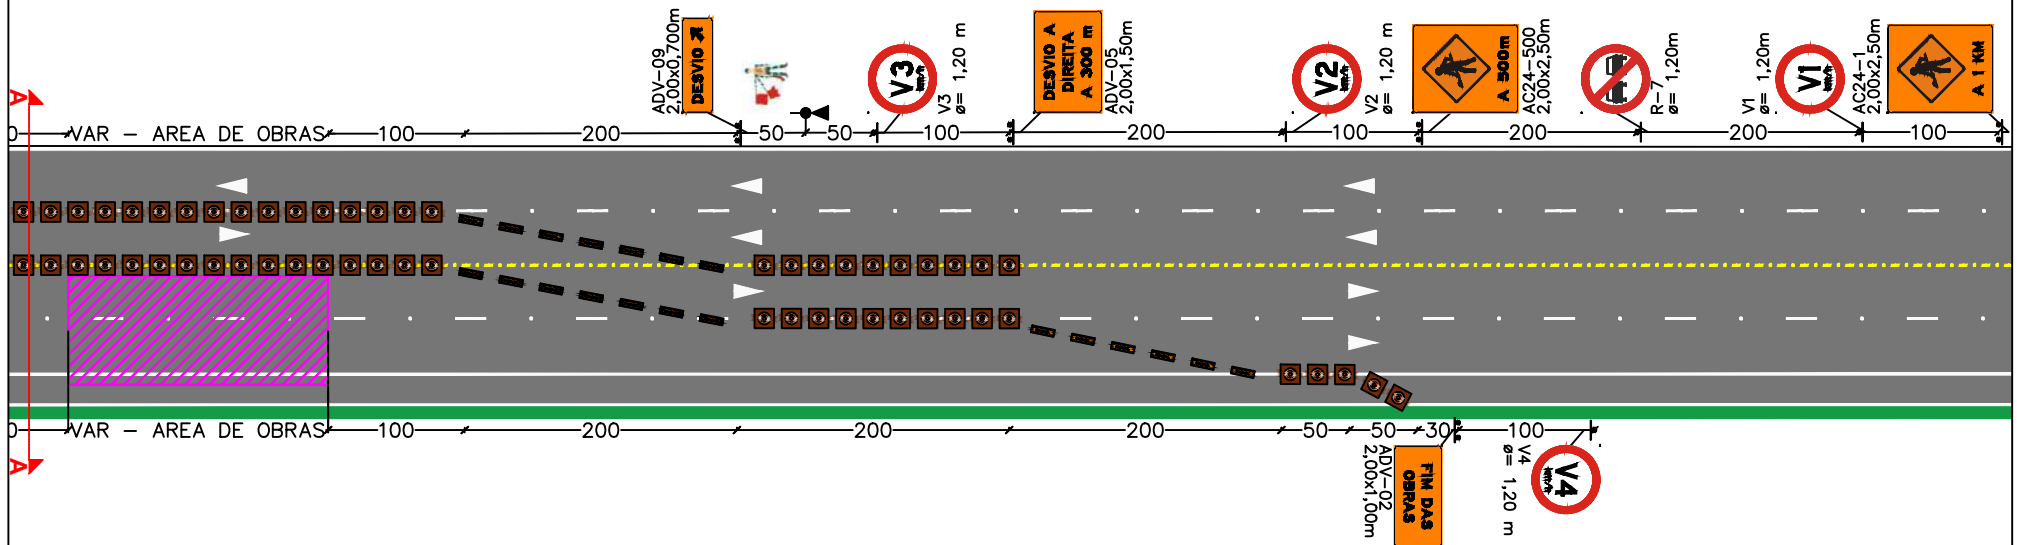 ADV-09
2,00x0,700m
DESVIO
V3
V3
ø= 1,20 m
DESVIO A
DIREITA
A 300 m
ADV-05
2,00x1,50m
V2
V2
ø= 1,20 m
A 500m
AC24-500
2,00x2,50m
R-7
ø= 1,20m
V1
ø= 1,20m
V1
AC24-1
2,00x2,50m
A 1 KM
A
0
VAR - AREA DE OBRAS
100
200
50
50
100
200
100
200
200
100
0
VAR - AREA DE OBRAS
100
200
200
200
50
50
30
100
A
ADV-02
2,00x1,00m
FIM DAS
OBRAS
V4
ø= 1,20 m
V4